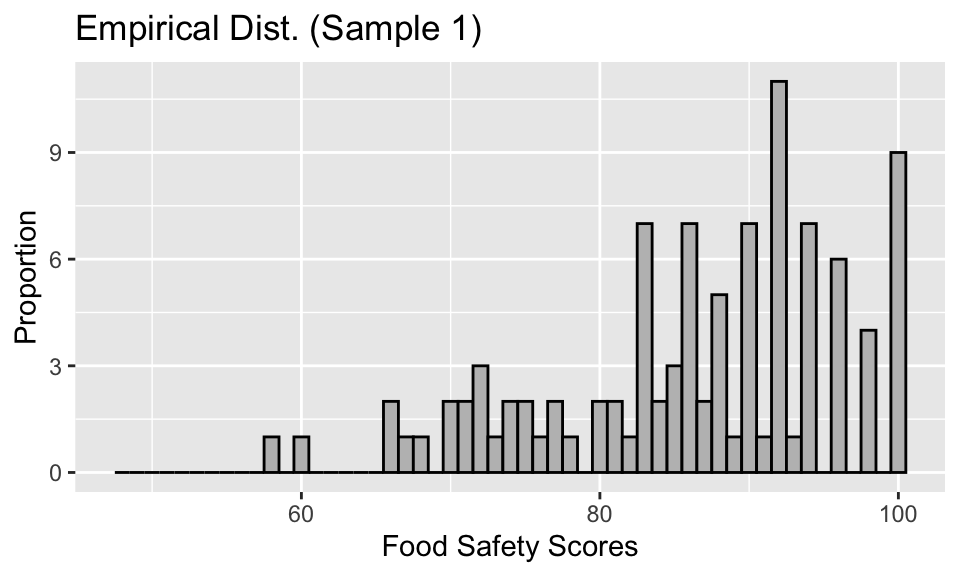 Empirical Dist. (Sample 1)
9
6
3
0
Proportion
60 80 100
Food Safety Scores